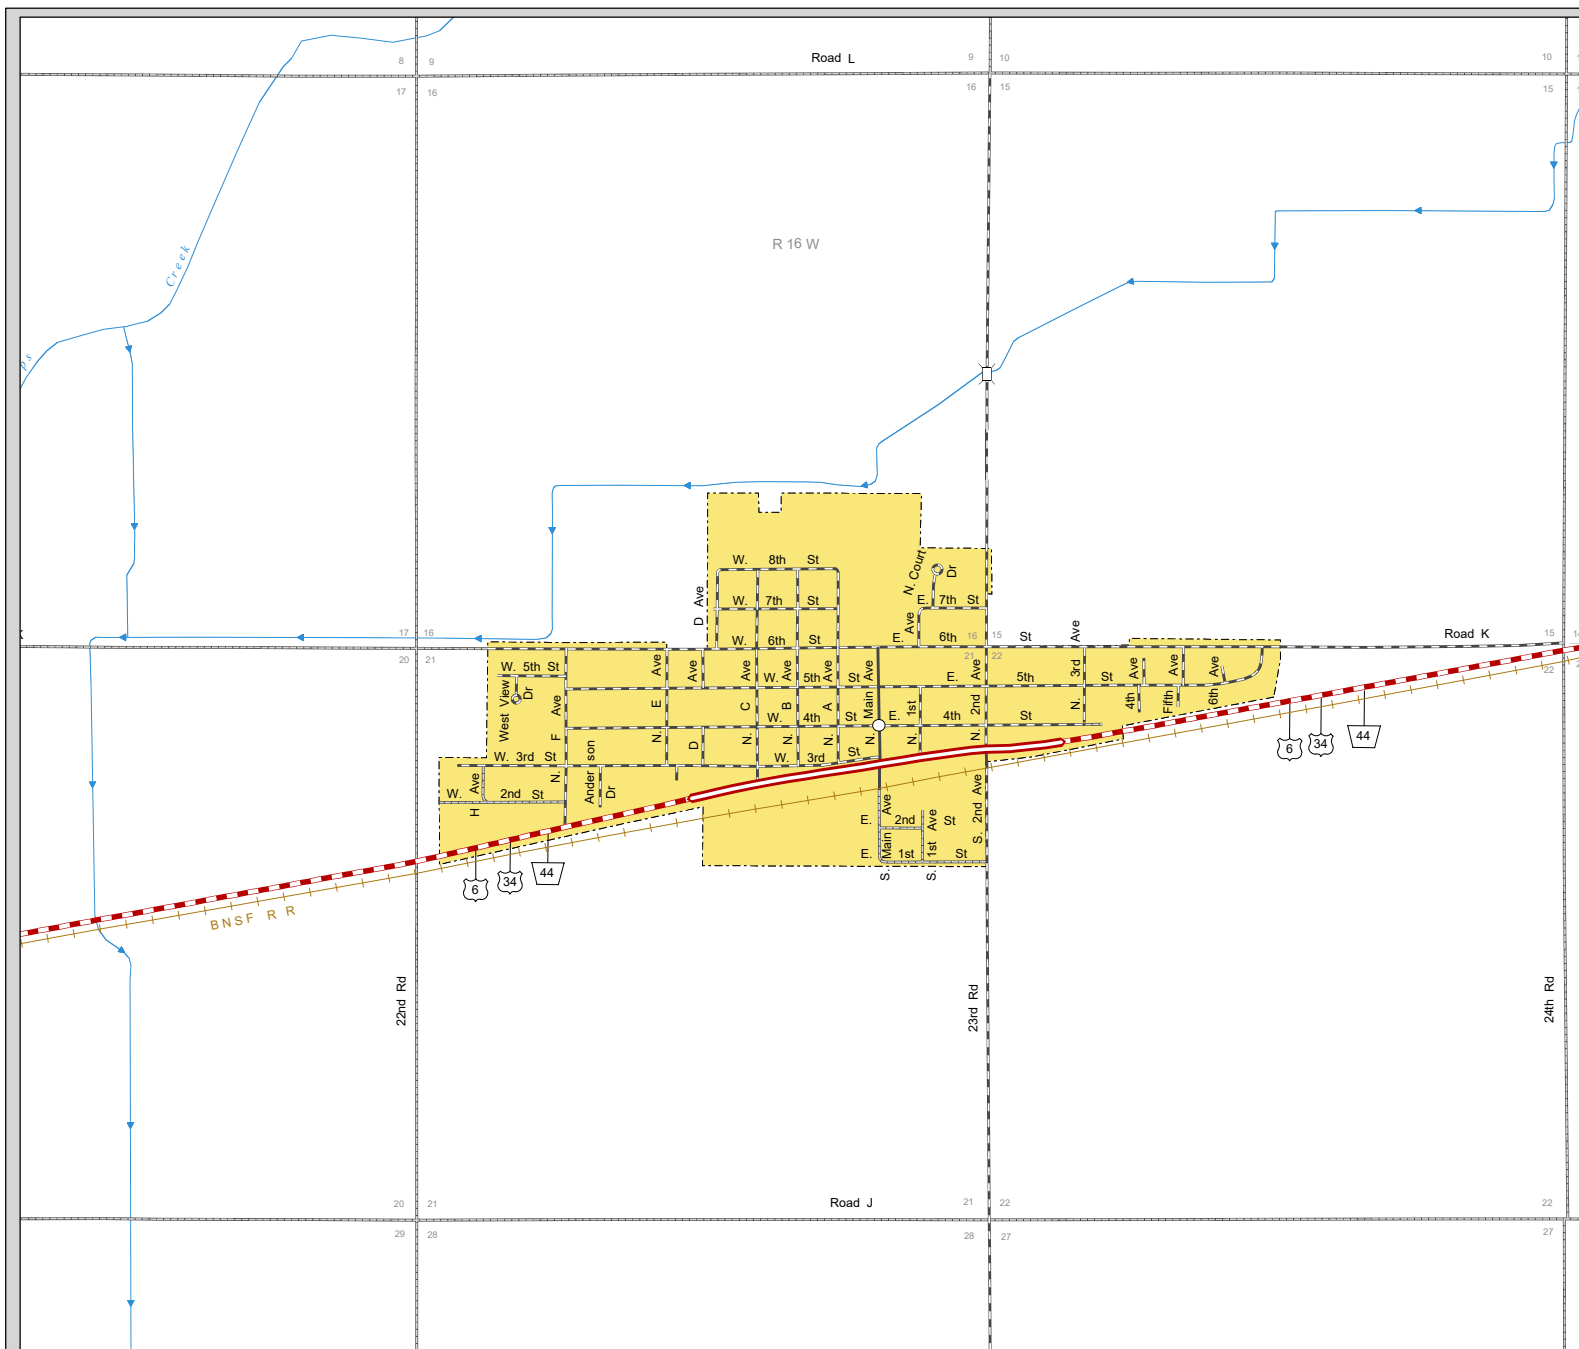 8 9
Road L
9 10
10
17 16
16 15
15
R 16 W
Creek
ps
W. 8th St
N. Court Dr
D Ave
W. 7th St
E. 7th St
Ave
17 16
W. 6th St
E. 6th St
16 15
3rd Ave
Road K
15
20 21
21 22
22
W. 5th St
West View Dr
N. F Ave
N. E Ave
D Ave
N. C Ave
N. B Ave
N. A Ave
N. Main Ave
N. 1st Ave
N. 2nd Ave
N.
4th Ave
Fifth Ave
6th Ave
W. 5th St
E. 5th St
W. 4th St
E. 4th St
W. 3rd St
W. 3rd St
H Ave
W. 2nd St
Anderson Dr
S. Main Ave
S. 1st Ave
S. 2nd Ave
E. 2nd St
E. 1st St
6
34
44
6
34
44
BNSF R R
22nd Rd
23rd Rd
24th Rd
20 21
Road J
21 22
22
29 28
28 27
27